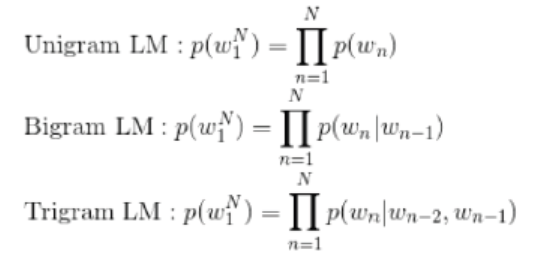 Unigram LM : p(w_1^N) = ∏_{n=1}^{N} p(w_n)
Bigram LM : p(w_1^N) = ∏_{n=1}^{N} p(w_n|w_{n−1})
Trigram LM : p(w_1^N) = ∏_{n=1}^{N} p(w_n|w_{n−2}, w_{n−1})